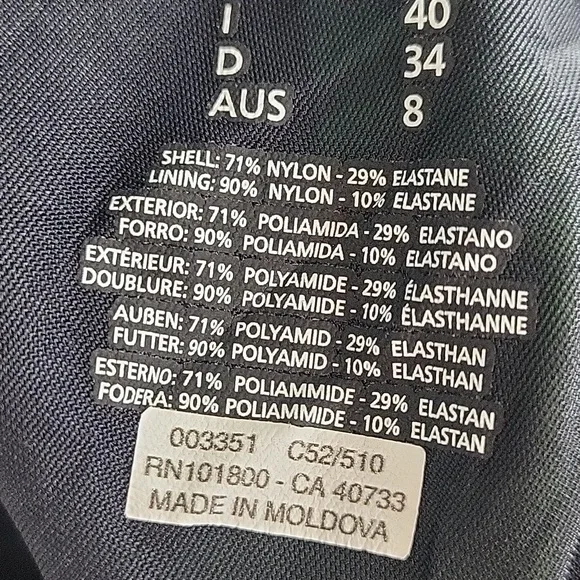 I 40
D 34
AUS 8
SHELL: 71% NYLON - 29% ELASTANE
LINING: 90% NYLON - 10% ELASTANE
EXTERIOR: 71% POLIAMIDA - 29% ELASTANO
FORRO: 90% POLIAMIDA - 10% ELASTANO
EXTÉRIEUR: 71% POLYAMIDE - 29% ÉLASTHANNE
DOUBLURE: 90% POLYAMIDE - 10% ÉLASTHANNE
AUBEN: 71% POLYAMID - 29% ELASTHAN
FUTTER: 90% POLYAMID - 10% ELASTHAN
ESTERNO: 71% POLIAMMIDE - 29% ELASTAN
FODERA: 90% POLIAMMIDE - 10% ELASTAN
003351 C52/510
RN101800 - CA 40733
MADE IN MOLDOVA